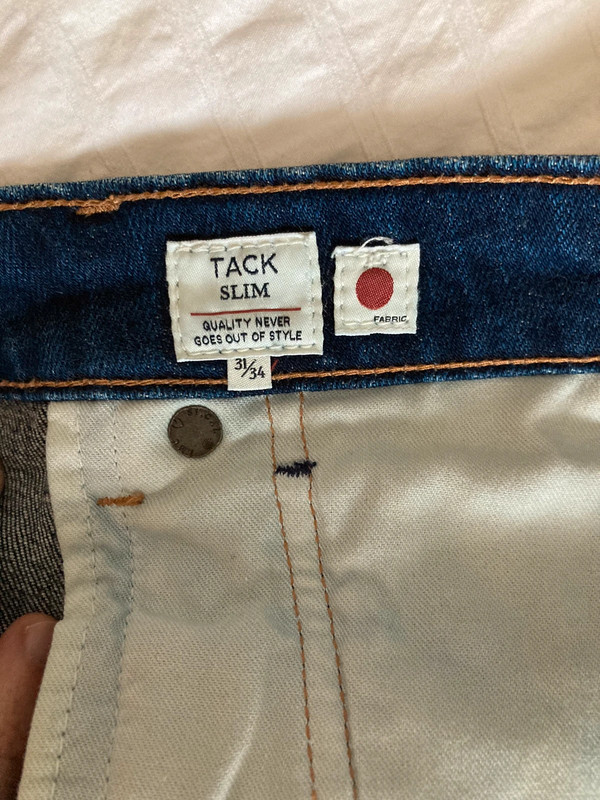 TACK
SLIM
QUALITY NEVER
GOES OUT OF STYLE
31/34
FABRIC